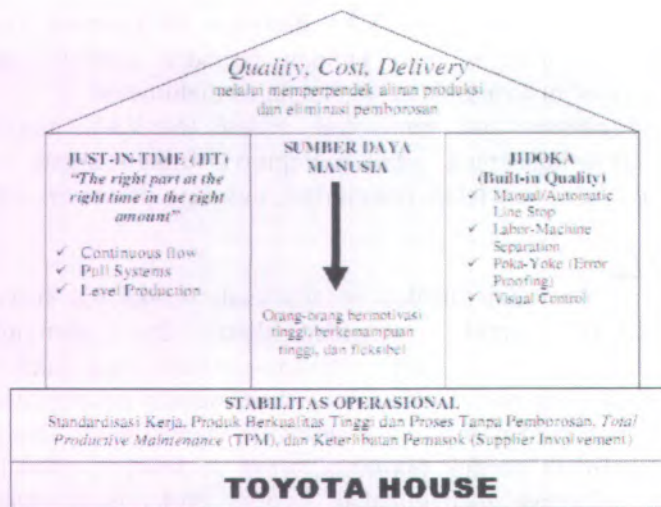 Quality, Cost, Delivery
melalui memperpendek aliran produksi
dan eliminasi pemborosan
JUST-IN-TIME (JIT)
"The right part at the
right time in the right
amount"
✓ Continuous flow
✓ Pull Systems
✓ Level Production
SUMBER DAYA
MANUSIA
Orang-orang bermotivasi
tinggi, berkemampuan
tinggi, dan fleksibel
JIDOKA
(Built-in Quality)
✓ Manual/Automatic
Line Stop
✓ Labor-Machine
Separation
✓ Poka-Yoke (Error
Proofing)
✓ Visual Control
STABILITAS OPERASIONAL
Standardisasi Kerja, Produk Berkualitas Tinggi dan Proses Tanpa Pemborosan, Total
Productive Maintenance (TPM), dan Keterlibatan Pemasok (Supplier Involvement)
TOYOTA HOUSE